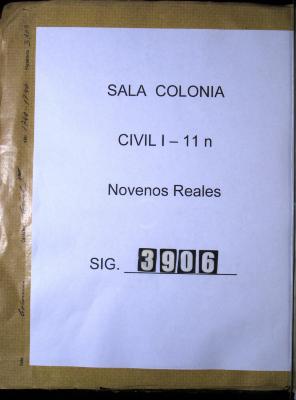 SALA COLONIA
CIVIL I – 11 n
Novenos Reales
SIG. 3906